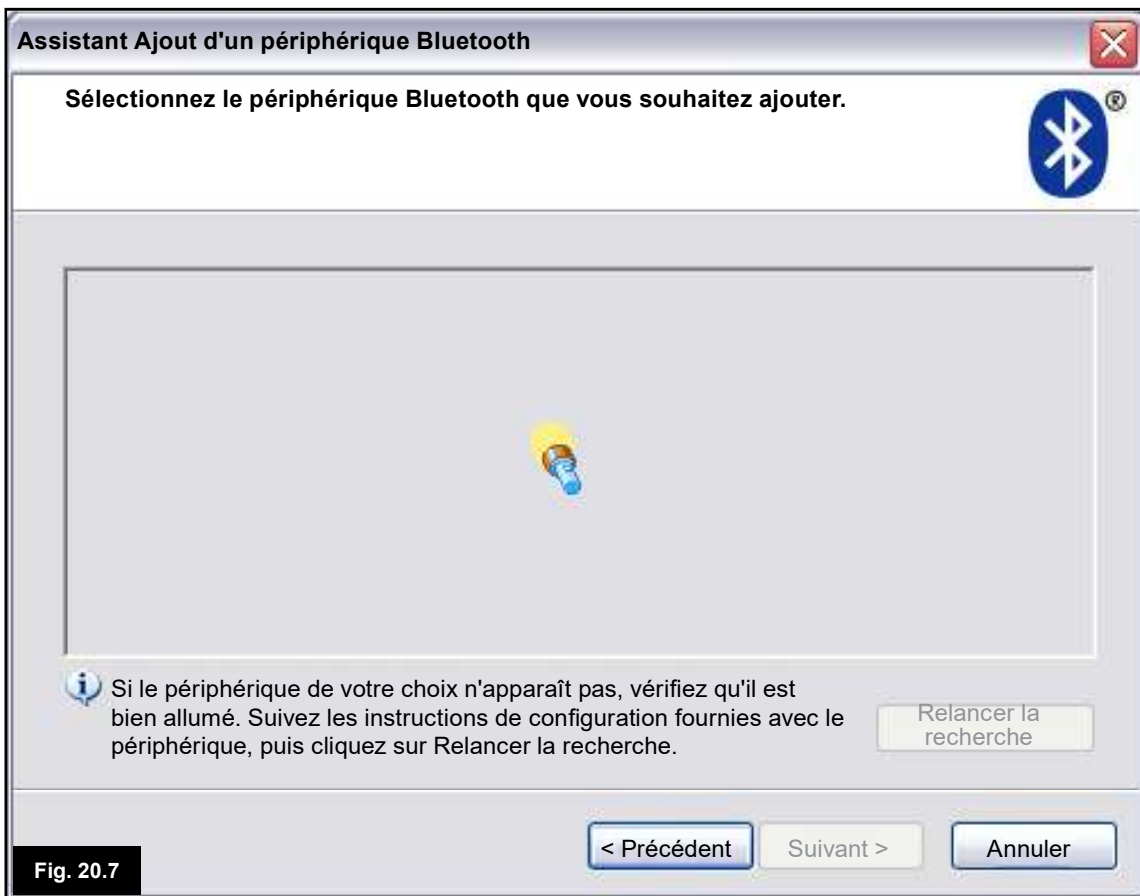 Assistant Ajout d'un périphérique Bluetooth
Sélectionnez le périphérique Bluetooth que vous souhaitez ajouter.
®
Si le périphérique de votre choix n'apparaît pas, vérifiez qu'il est
bien allumé. Suivez les instructions de configuration fournies avec le
périphérique, puis cliquez sur Relancer la recherche.
Relancer la
recherche
< Précédent
Suivant >
Annuler
Fig. 20.7